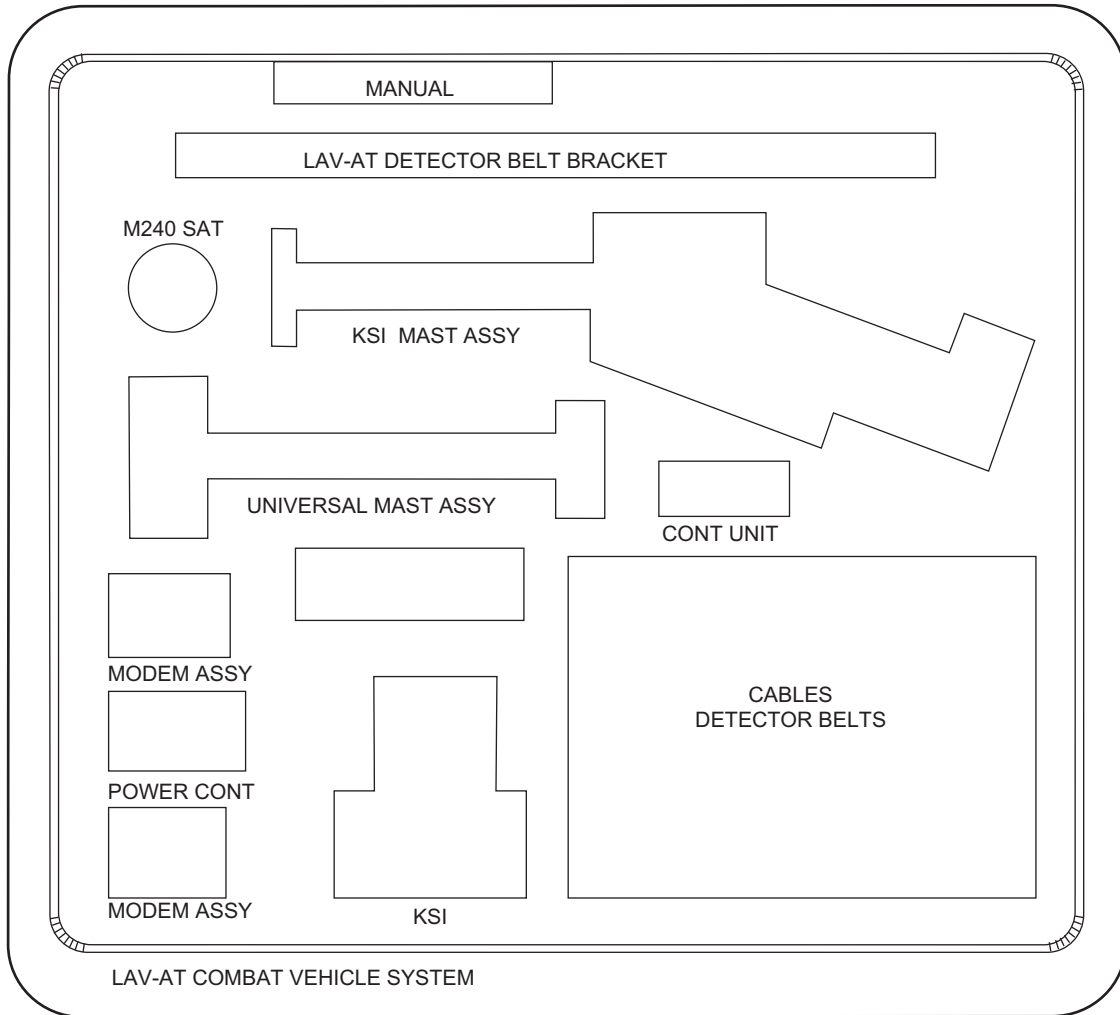 MANUAL
LAV-AT DETECTOR BELT BRACKET
M240 SAT
KSI MAST ASSY
UNIVERSAL MAST ASSY
CONT UNIT
MODEM ASSY
CABLES
DETECTOR BELTS
POWER CONT
MODEM ASSY
KSI
LAV-AT COMBAT VEHICLE SYSTEM